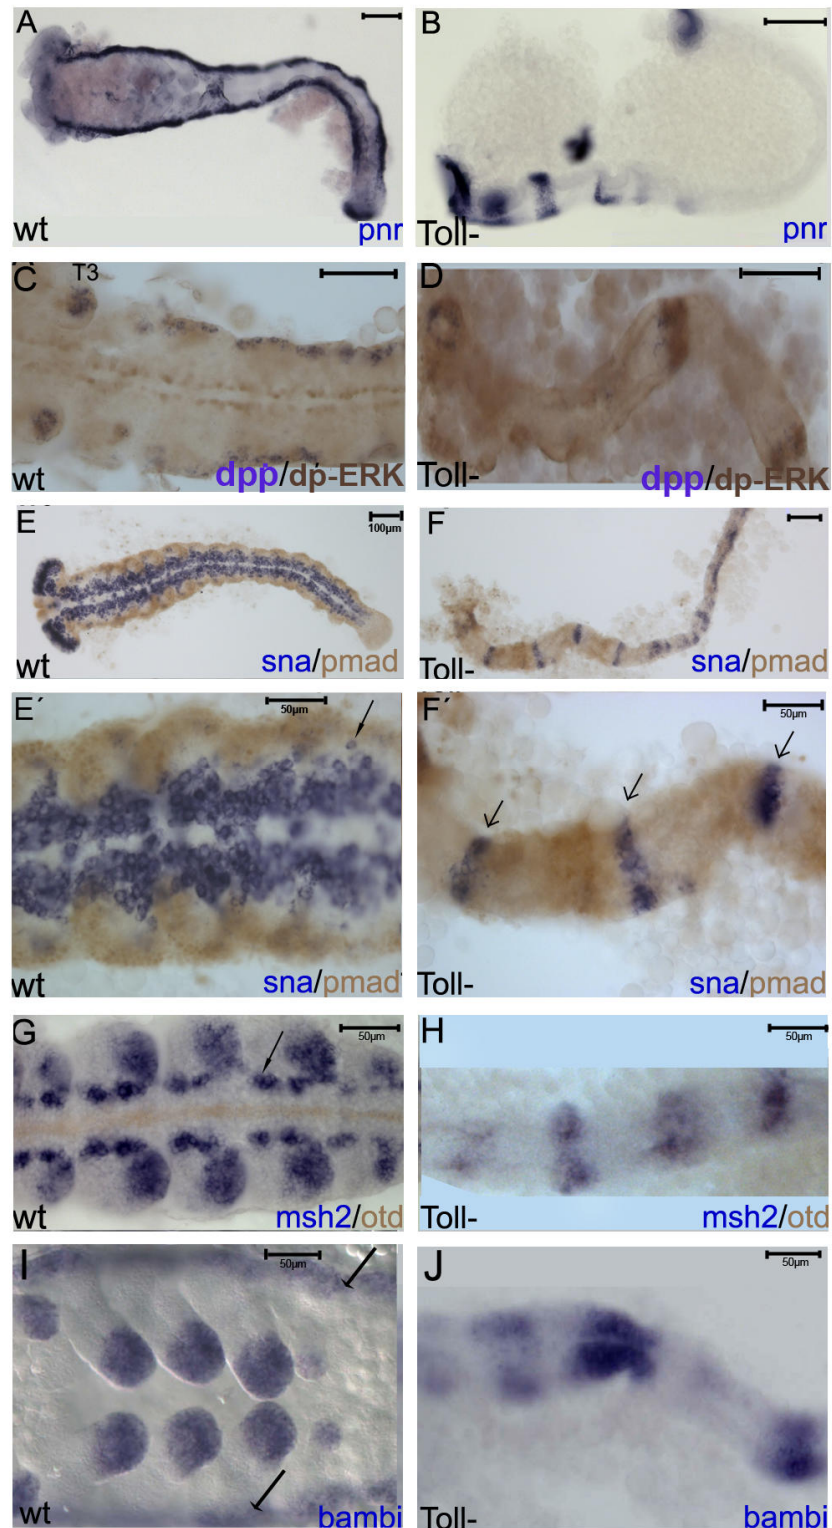 A
wt
pnr
B
Toll-
pnr
C
T3
wt
dpp/dp-ERK
D
Toll-
dpp/dp-ERK
E
100µm
wt
sna/pmad
F
Toll-
sna/pmad
E´
50µm
wt
sna/pmad
F´
50µm
Toll-
sna/pmad
G
50µm
wt
msh2/otd
H
50µm
Toll-
msh2/otd
I
50µm
wt
bambi
J
50µm
Toll-
bambi